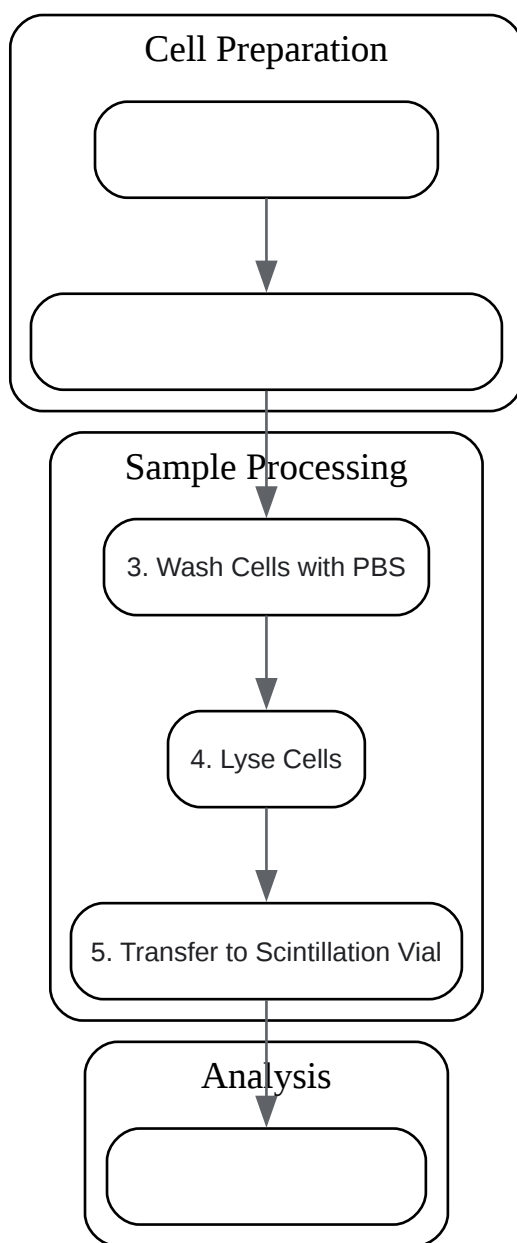 Cell Preparation
Sample Processing
3. Wash Cells with PBS
4. Lyse Cells
5. Transfer to Scintillation Vial
Analysis